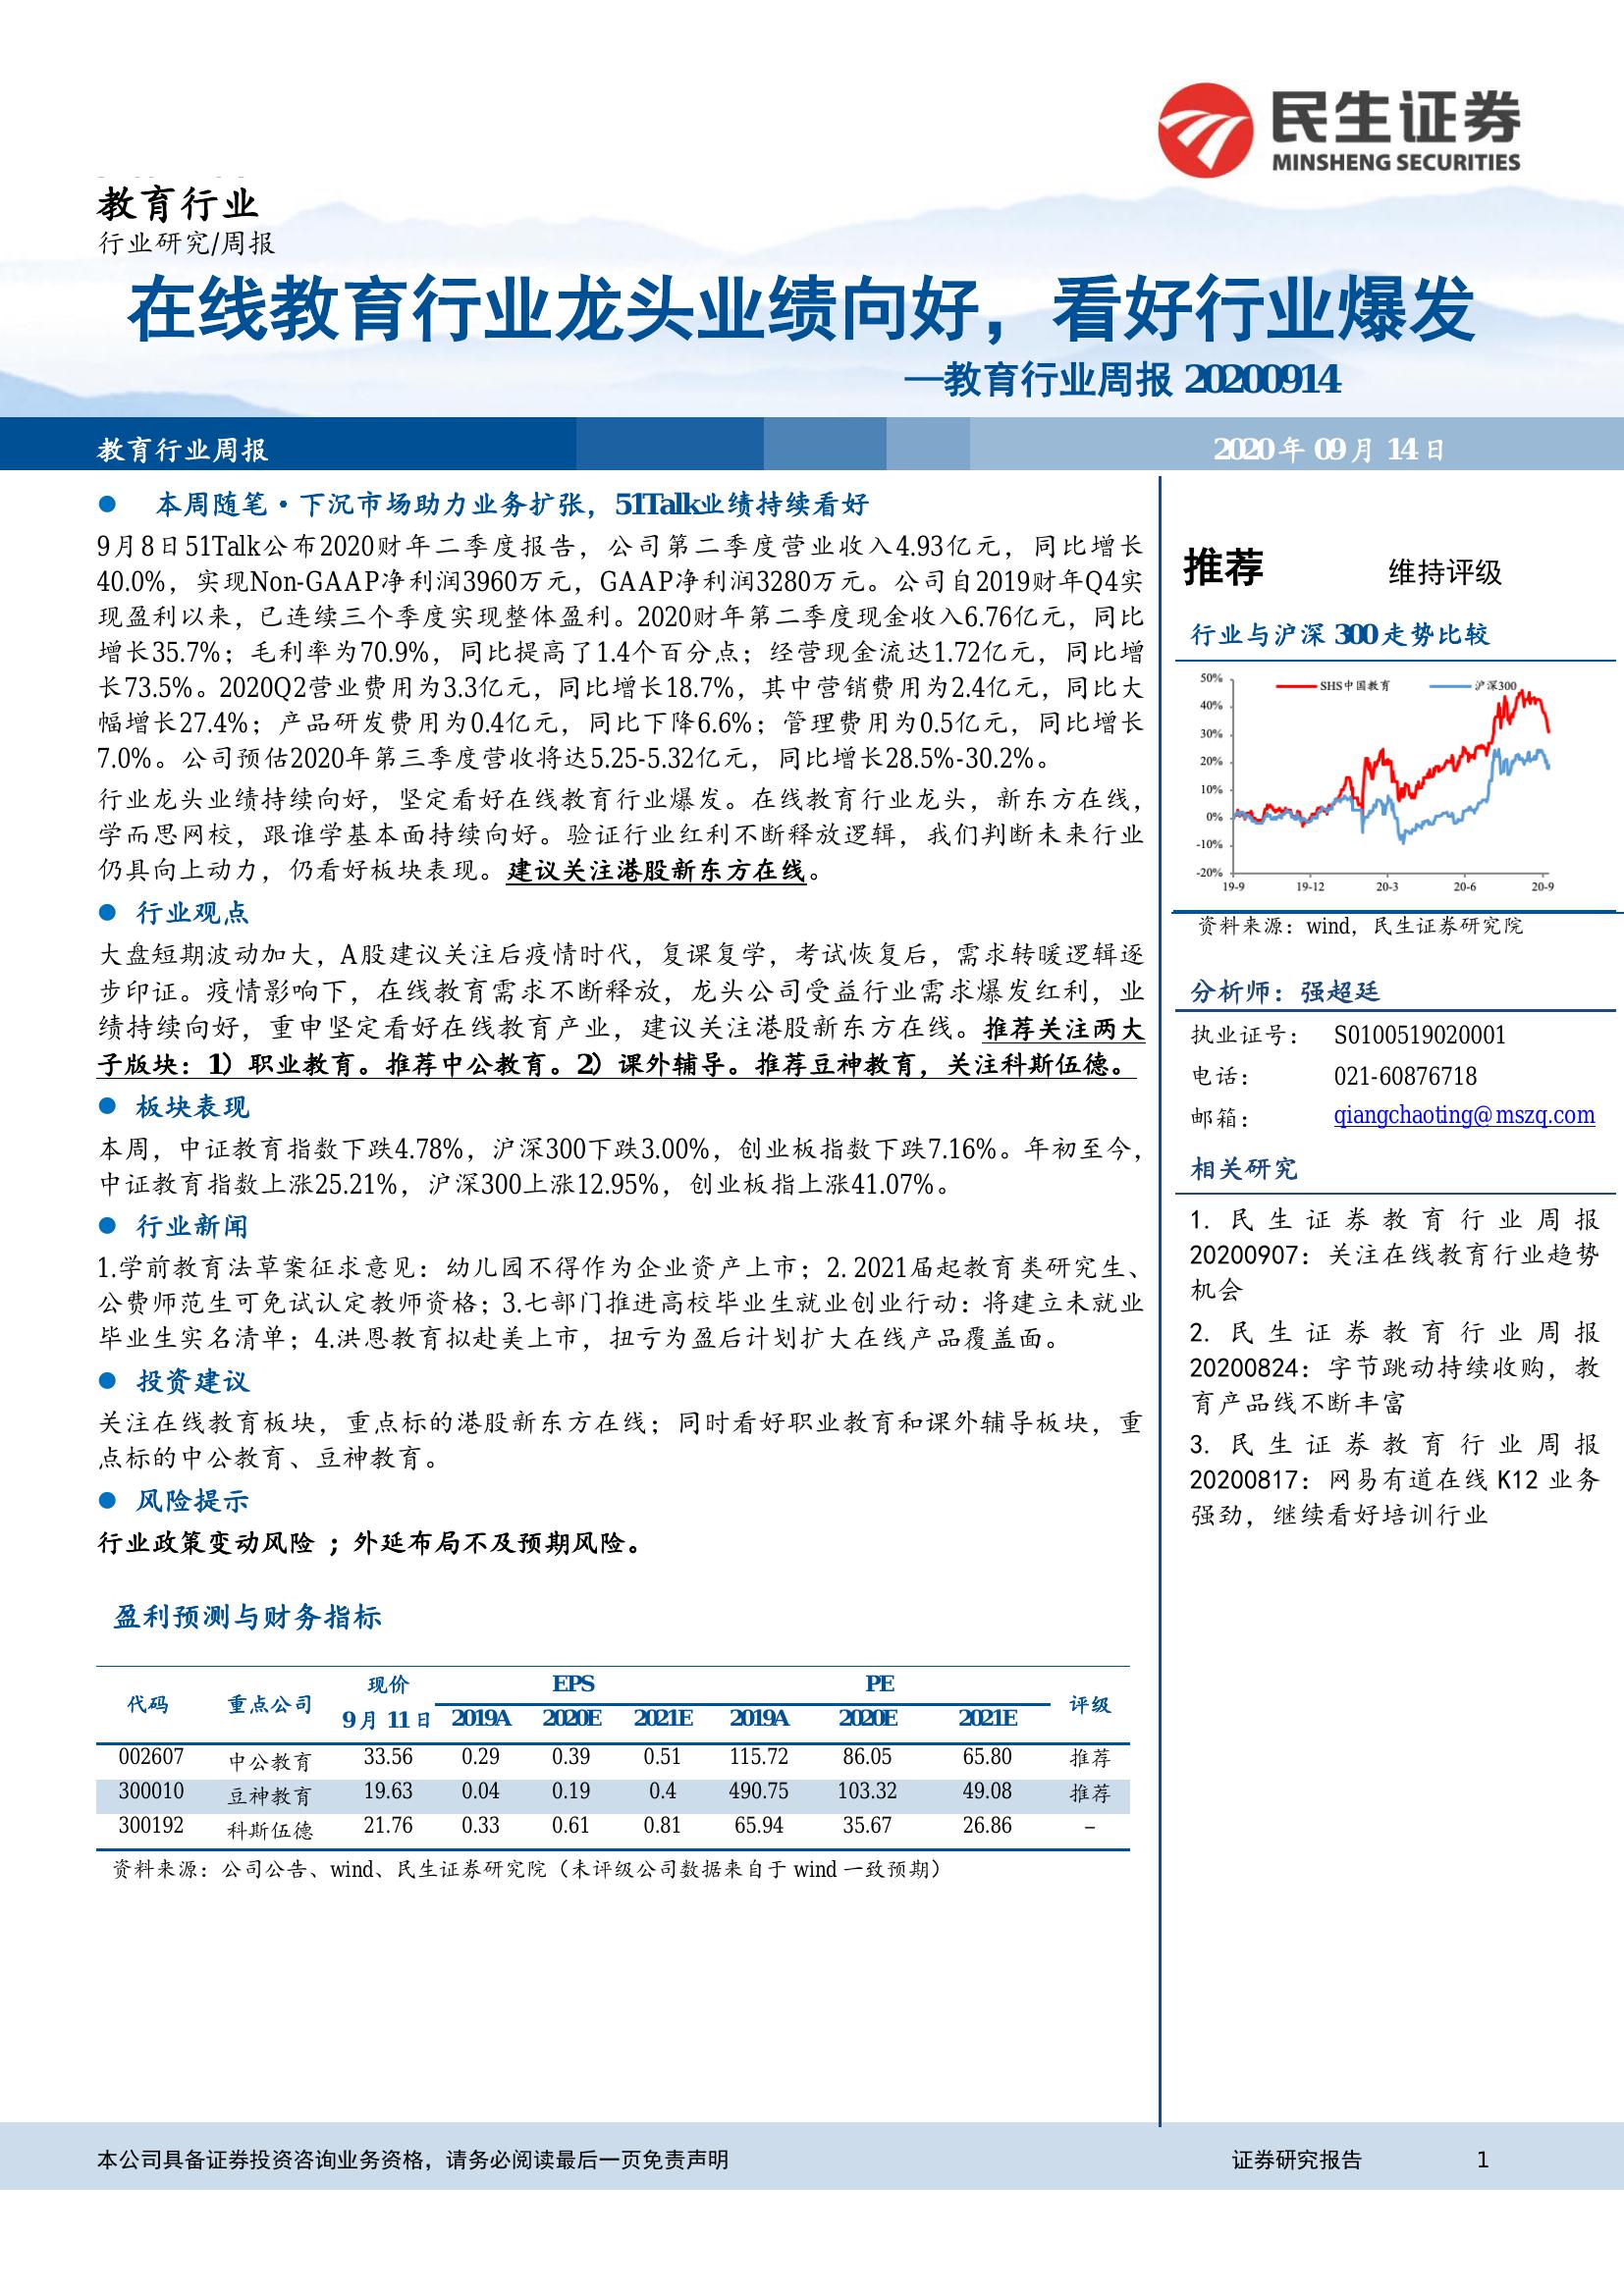 民生证券
MINSHENG SECURITIES
教育行业
行业研究/周报
在线教育行业龙头业绩向好，看好行业爆发
—教育行业周报 20200914
教育行业周报
2020 年 09 月 14 日
● 本周随笔·下沉市场助力业务扩张，51Talk业绩持续看好
9月8日51Talk公布2020财年二季度报告，公司第二季度营业收入4.93亿元，同比增长
40.0%，实现Non-GAAP净利润3960万元，GAAP净利润3280万元。公司自2019财年Q4实
现盈利以来，已连续三个季度实现整体盈利。2020财年第二季度现金收入6.76亿元，同比
增长35.7%；毛利率为70.9%，同比提高了1.4个百分点；经营现金流达1.72亿元，同比增
长73.5%。2020Q2营业费用为3.3亿元，同比增长18.7%，其中营销费用为2.4亿元，同比大
幅增长27.4%；产品研发费用为0.4亿元，同比下降6.6%；管理费用为0.5亿元，同比增长
7.0%。公司预估2020年第三季度营收将达5.25-5.32亿元，同比增长28.5%-30.2%。
行业龙头业绩持续向好，坚定看好在线教育行业爆发。在线教育行业龙头，新东方在线，
学而思网校，跟谁学基本面持续向好。验证行业红利不断释放逻辑，我们判断未来行业
仍具向上动力，仍看好板块表现。建议关注港股新东方在线。
● 行业观点
大盘短期波动加大，A股建议关注后疫情时代，复课复学，考试恢复后，需求转暖逻辑逐
步印证。疫情影响下，在线教育需求不断释放，龙头公司受益行业需求爆发红利，业
绩持续向好，重申坚定看好在线教育产业，建议关注港股新东方在线。推荐关注两大
子版块：1）职业教育。推荐中公教育。2）课外辅导。推荐豆神教育，关注科斯伍德。
● 板块表现
本周，中证教育指数下跌4.78%，沪深300下跌3.00%，创业板指数下跌7.16%。年初至今，
中证教育指数上涨25.21%，沪深300上涨12.95%，创业板指上涨41.07%。
● 行业新闻
1.学前教育法草案征求意见：幼儿园不得作为企业资产上市；2. 2021届起教育类研究生、
公费师范生可免试认定教师资格；3.七部门推进高校毕业生就业创业行动：将建立未就业
毕业生实名清单；4.洪恩教育拟赴美上市，扭亏为盈后计划扩大在线产品覆盖面。
● 投资建议
关注在线教育板块，重点标的港股新东方在线；同时看好职业教育和课外辅导板块，重
点标的中公教育、豆神教育。
● 风险提示
行业政策变动风险 ；外延布局不及预期风险。
盈利预测与财务指标
代码 重点公司 现价 EPS PE 评级
9 月 11 日 2019A 2020E 2021E 2019A 2020E 2021E
002607 中公教育 33.56 0.29 0.39 0.51 115.72 86.05 65.80 推荐
300010 豆神教育 19.63 0.04 0.19 0.4 490.75 103.32 49.08 推荐
300192 科斯伍德 21.76 0.33 0.61 0.81 65.94 35.67 26.86 –
资料来源：公司公告、wind、民生证券研究院（未评级公司数据来自于 wind 一致预期）
推荐 维持评级
行业与沪深 300 走势比较
SHS中国教育 沪深300
50%
40%
30%
20%
10%
0%
-10%
-20%
19-9 19-12 20-3 20-6 20-9
资料来源：wind，民生证券研究院
分析师：强超廷
执业证号： S0100519020001
电话： 021-60876718
邮箱： qiangchaoting@mszq.com
相关研究
1. 民生证券教育行业周报
20200907：关注在线教育行业趋势
机会
2. 民生证券教育行业周报
20200824：字节跳动持续收购，教
育产品线不断丰富
3. 民生证券教育行业周报
20200817：网易有道在线 K12 业务
强劲，继续看好培训行业
本公司具备证券投资咨询业务资格，请务必阅读最后一页免责声明
证券研究报告 1